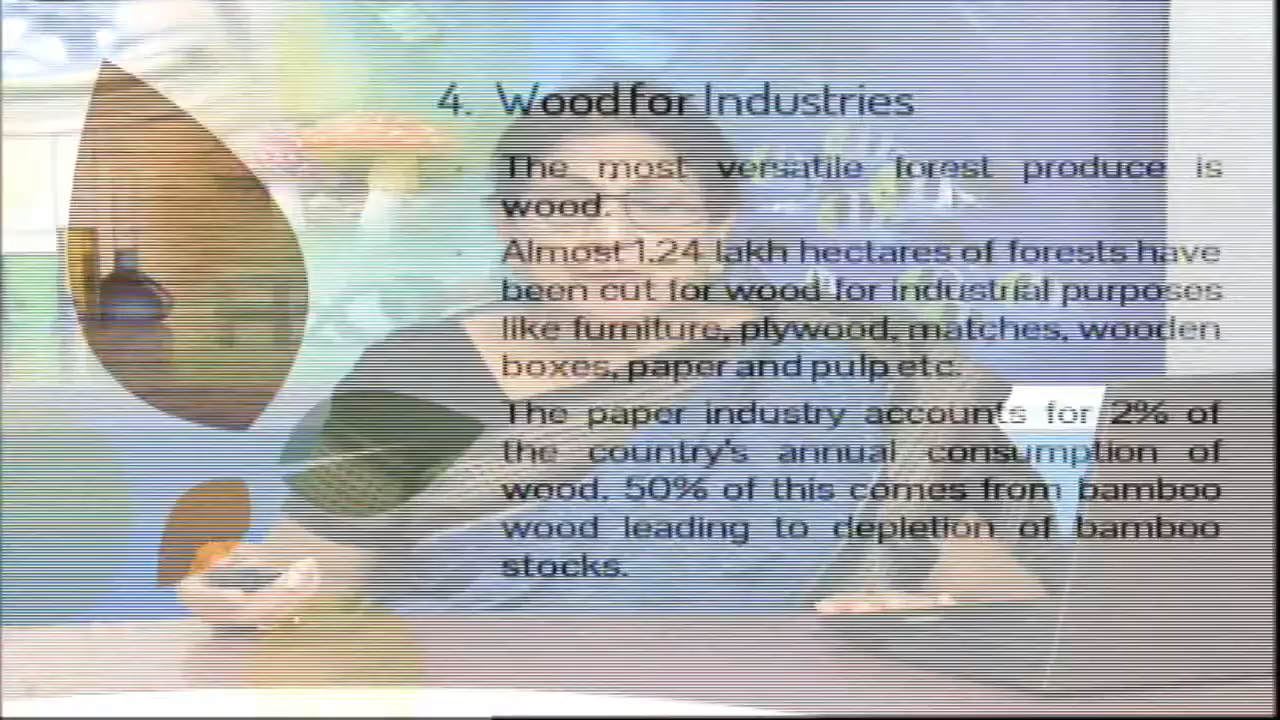 4. Wood for Industries
The most versatile forest produce is
wood.
Almost 1.24 lakh hectares of forests have
been cut for wood for industrial purposes
like furniture, plywood, matches, wooden
boxes, paper and pulp etc.
The paper industry accounts for 2% of
the country's annual consumption of
wood. 50% of this comes from bamboo
wood leading to depletion of bamboo
stocks.